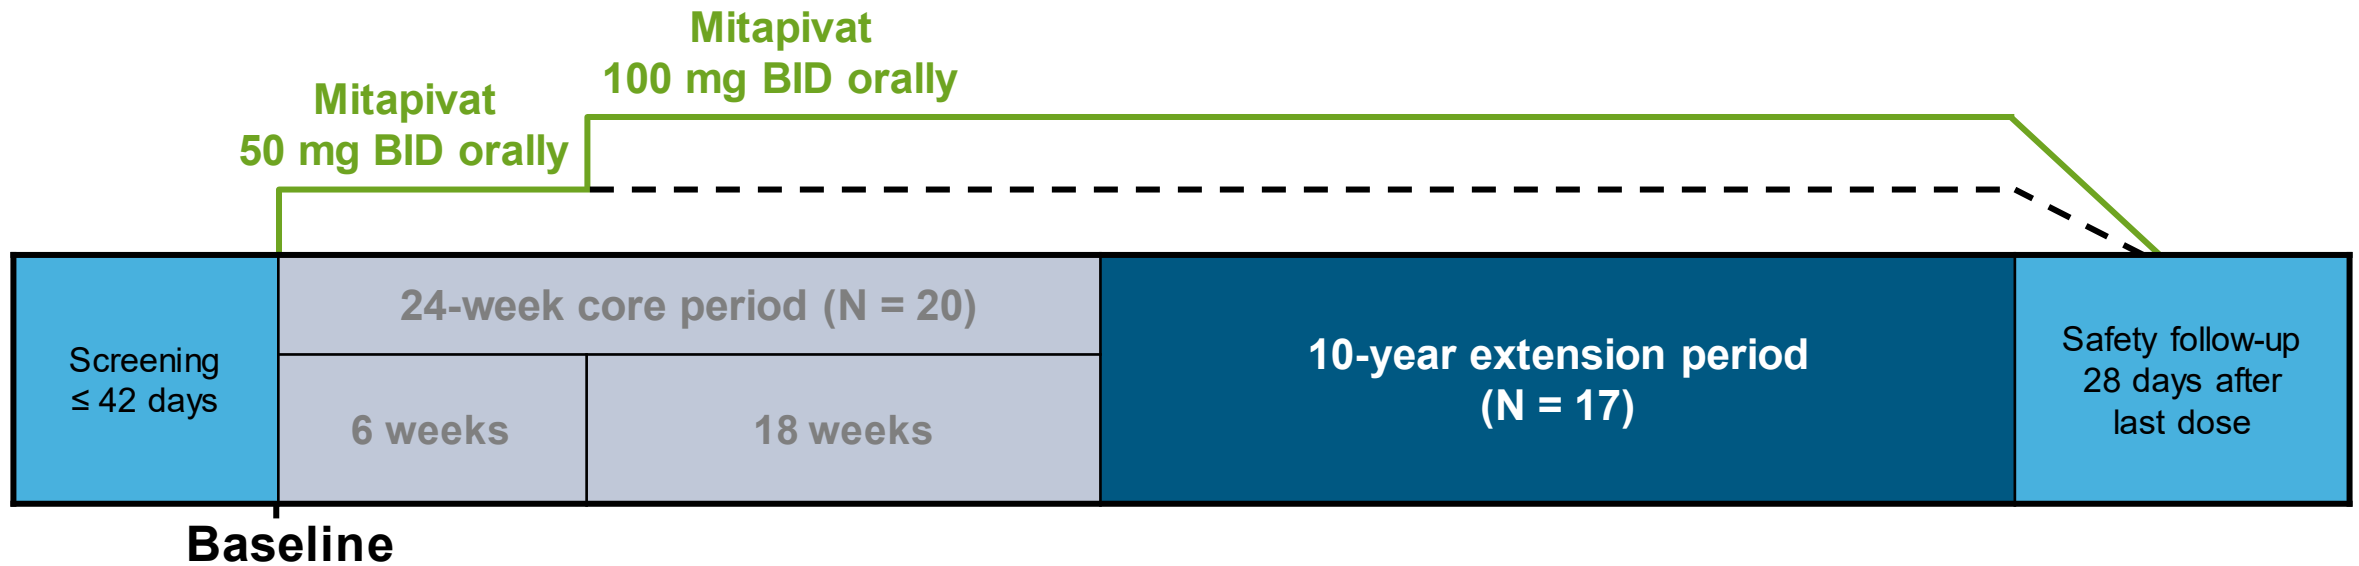 Mitapivat
100 mg BID orally
Mitapivat
50 mg BID orally
Screening
≤ 42 days
24-week core period (N = 20)
6 weeks
18 weeks
10-year extension period
(N = 17)
Safety follow-up
28 days after
last dose
Baseline